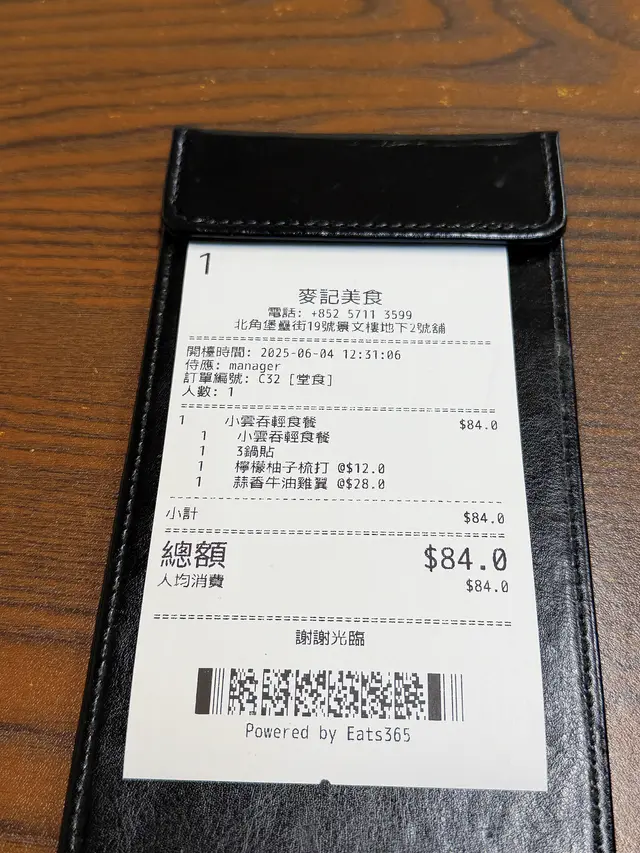 1
麥記美食
電話: +852 5711 3599
北角堡壘街19號景文樓地下2號舖
開檯時間: 2025-06-04 12:31:06
侍應: manager
訂單編號: C32 [堂食]
人數: 1
1 小雲吞輕食餐 $84.0
1 小雲吞輕食餐
1 3鍋貼
1 檸檬柚子梳打 @$12.0
1 蒜香牛油雞翼 @$28.0
小計 $84.0
總額 $84.0
人均消費 $84.0
謝謝光臨
Powered by Eats365